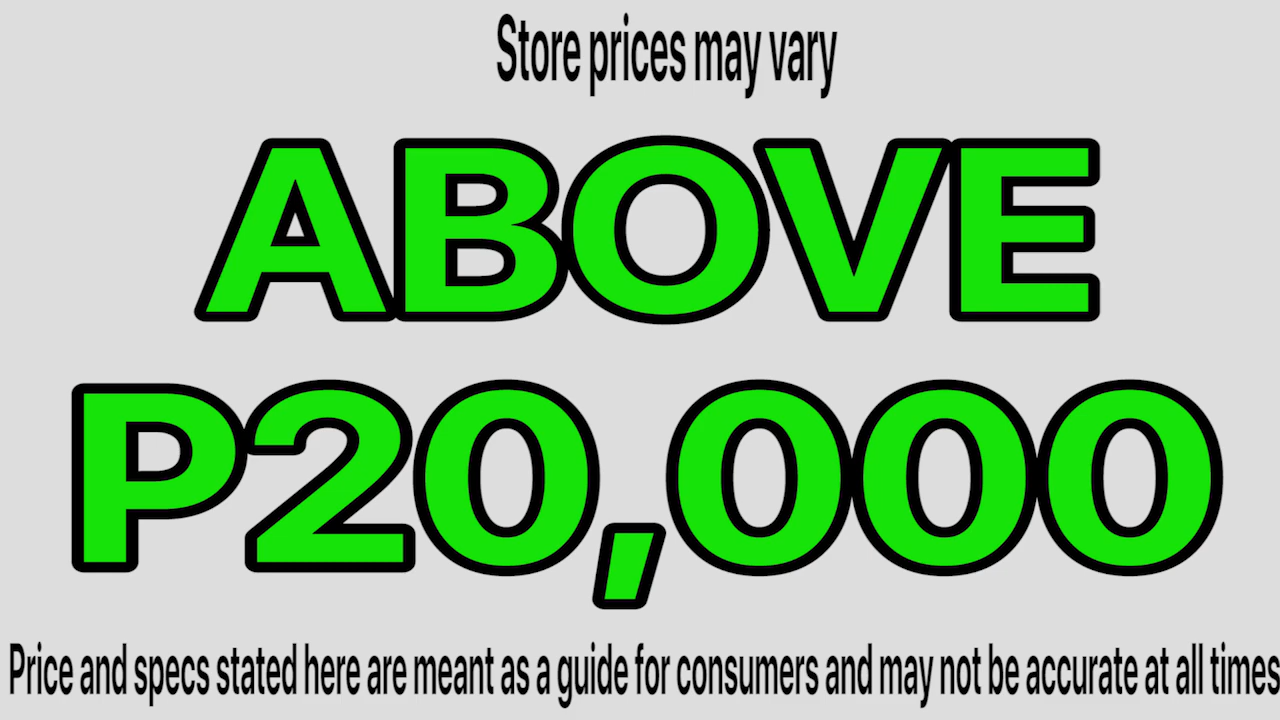 Store prices may vary
ABOVE
P20,000
Price and specs stated here are meant as a guide for consumers and may not be accurate at all times